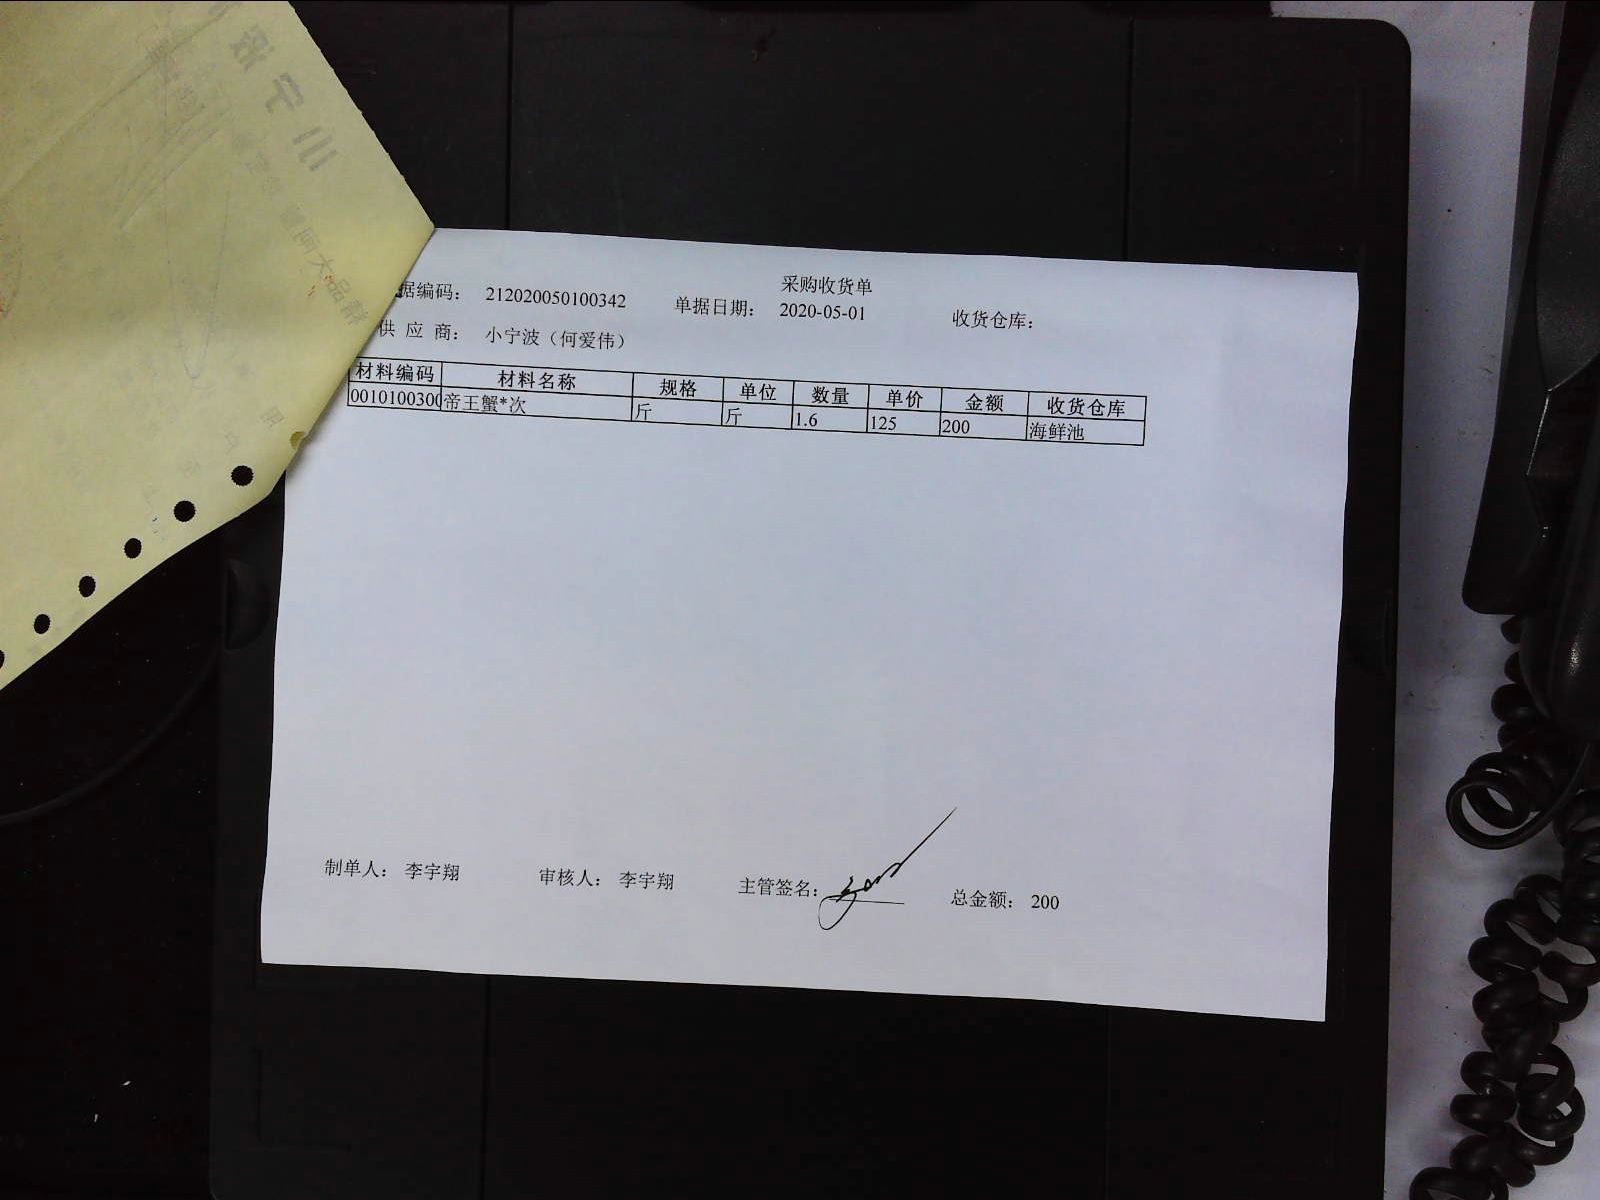 采购收货单
据编码： 212020050100342 单据日期： 2020-05-01 收货仓库：
供 应 商： 小宁波（何爱伟）
材料编码 材料名称 规格 单位 数量 单价 金额 收货仓库
0010100300 帝王蟹*次 斤 斤 1.6 125 200 海鲜池
制单人： 李宇翔 审核人： 李宇翔 主管签名： 总金额： 200